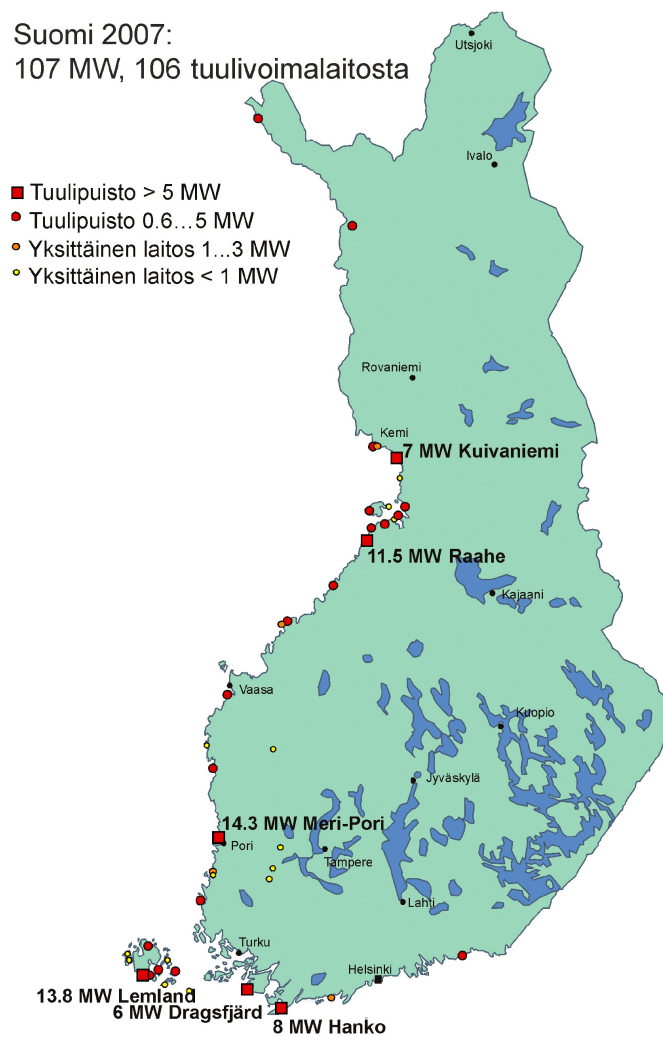 Suomi 2007:
107 MW, 106 tuulivoimalaitosta
Utsjoki
Ivalo
Tuulipuisto > 5 MW
Tuulipuisto 0.6...5 MW
Yksittäinen laitos 1...3 MW
Yksittäinen laitos < 1 MW
Rovaniemi
Kemi
7 MW Kuivaniemi
11.5 MW Raahe
Kajaani
Vaasa
Kuopio
Jyväskylä
14.3 MW Meri-Pori
Pori
Tampere
Lahti
Turku
Helsinki
13.8 MW Lemland
6 MW Dragsfjärd
8 MW Hanko